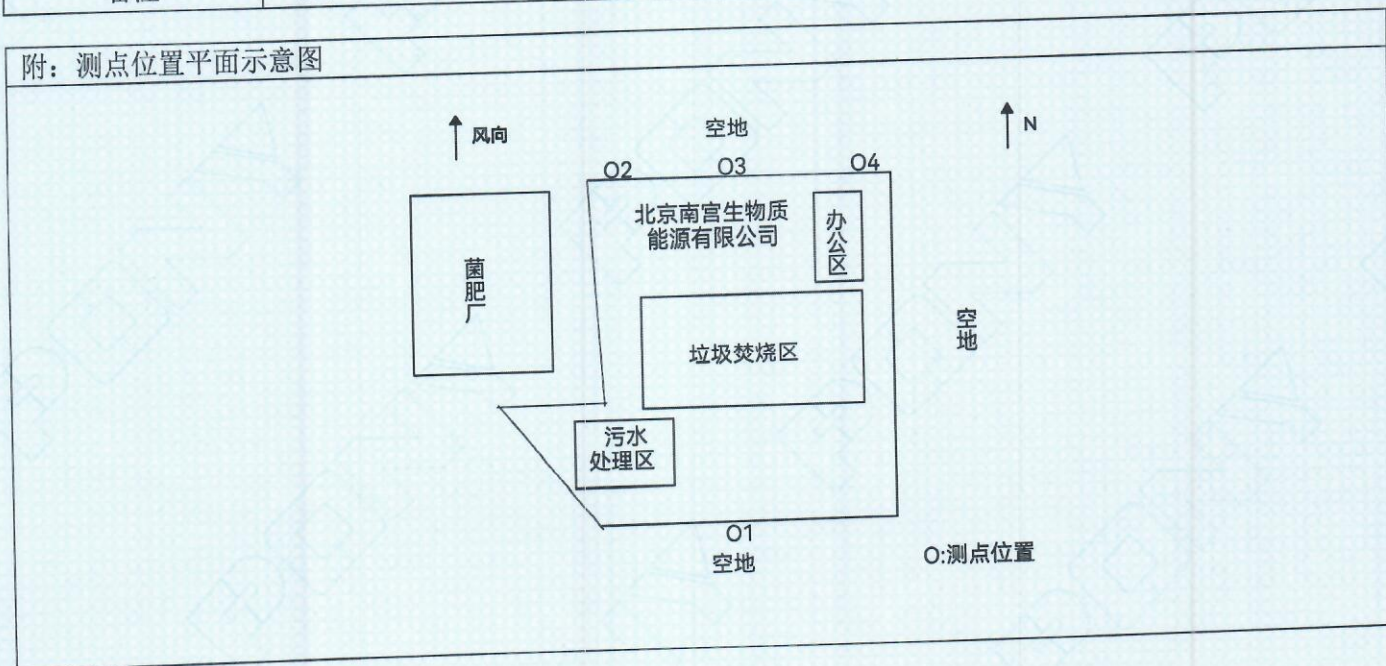 附：测点位置平面示意图
风向
空地
N
O2
O3
O4
北京南宫生物质
能源有限公司
办公区
菌肥厂
垃圾焚烧区
空地
污水
处理区
O1
空地
O:测点位置